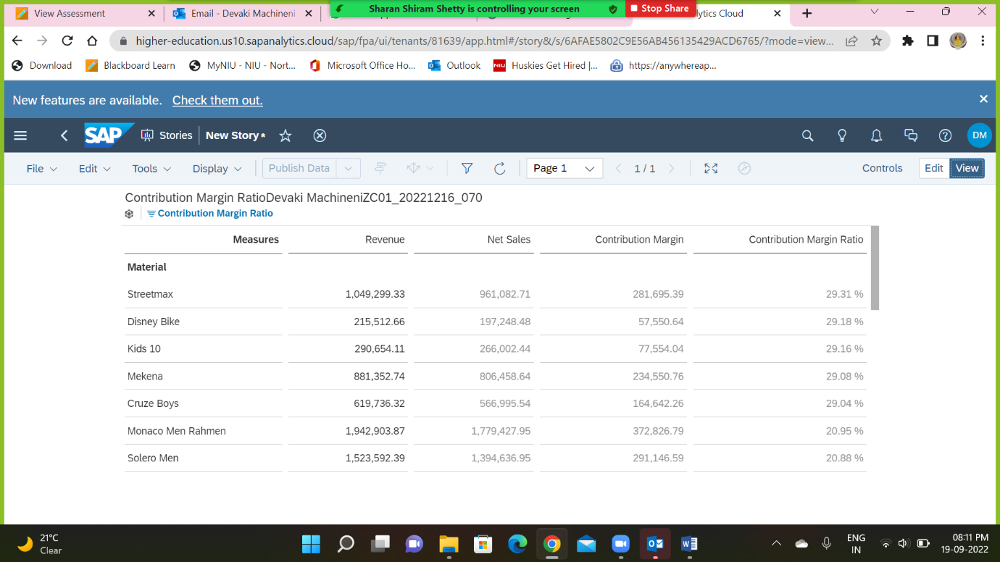 View Assessment
Email - Devaki Machineni
Sharan Shiram Shetty is controlling your screen
Stop Share
lytics Cloud
higher-education.us10.sapanalytics.cloud/sap/fpa/ui/tenants/81639/app.html#/story&/s/6AFAE5802C9E56AB456135429ACD6765/?mode=view...
Download
Blackboard Learn
MyNIU - NIU - Nort...
Microsoft Office Ho...
Outlook
NIU
Huskies Get Hired |...
https://anywhereap...
New features are available. Check them out.
SAP
Stories
New Story*
DM
File
Edit
Tools
Display
Publish Data
Page 1
1 / 1
Controls
Edit
View
Contribution Margin RatioDevaki MachineniZC01_20221216_070
Contribution Margin Ratio
Measures Revenue Net Sales Contribution Margin Contribution Margin Ratio
Material
Streetmax 1,049,299.33 961,082.71 281,695.39 29.31 %
Disney Bike 215,512.66 197,248.48 57,550.64 29.18 %
Kids 10 290,654.11 266,002.44 77,554.04 29.16 %
Mekena 881,352.74 806,458.64 234,550.76 29.08 %
Cruze Boys 619,736.32 566,995.54 164,642.26 29.04 %
Monaco Men Rahmen 1,942,903.87 1,779,427.95 372,826.79 20.95 %
Solero Men 1,523,592.39 1,394,636.95 291,146.59 20.88 %
21°C
Clear
ENG
IN
08:11 PM
19-09-2022